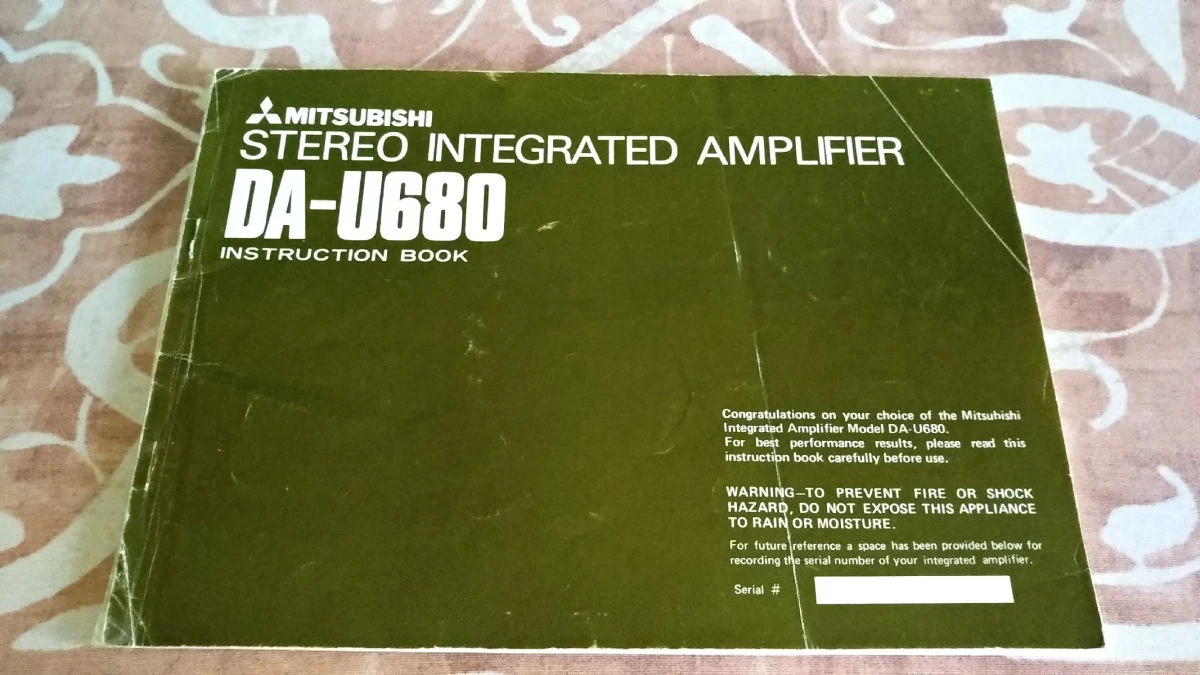 MITSUBISHI
STEREO INTEGRATED AMPLIFIER
DA-U680
INSTRUCTION BOOK
Congratulations on your choice of the Mitsubishi
Integrated Amplifier Model DA-U680.
For best performance results, please read this
instruction book carefully before use.
WARNING—TO PREVENT FIRE OR SHOCK
HAZARD, DO NOT EXPOSE THIS APPLIANCE
TO RAIN OR MOISTURE.
For future reference a space has been provided below for
recording the serial number of your integrated amplifier.
Serial #